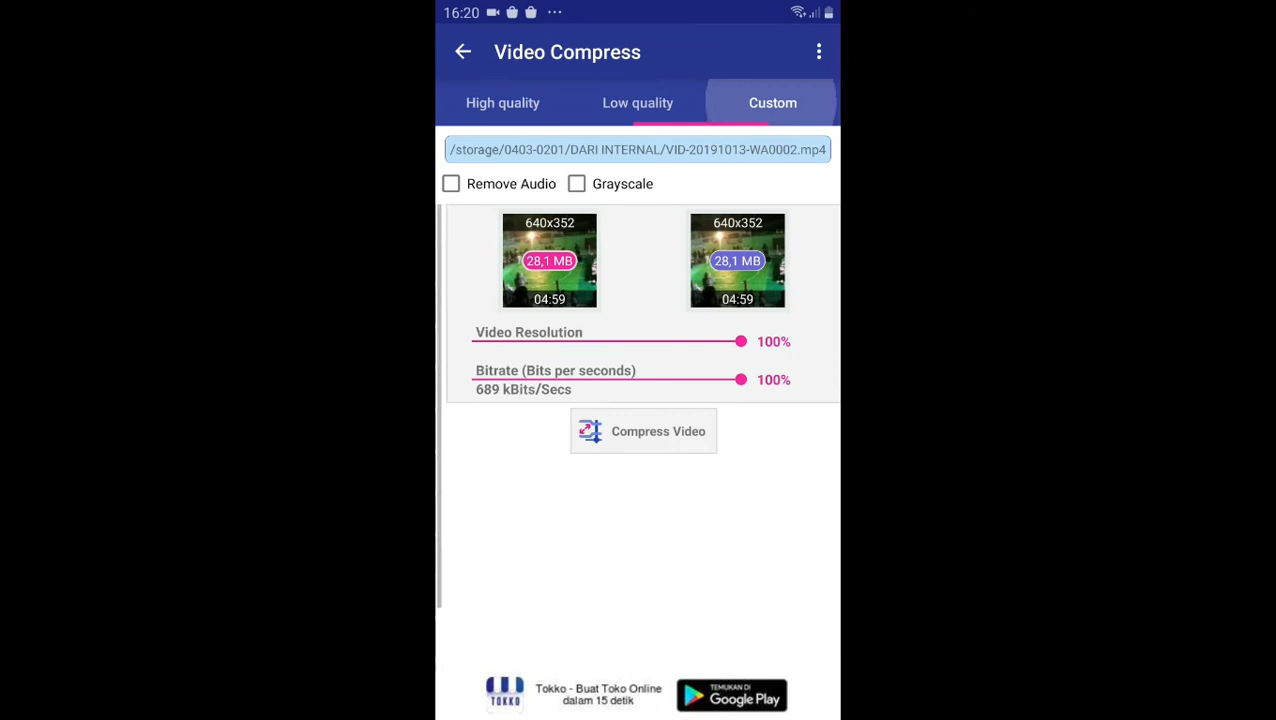 16:20
Video Compress
High quality
Low quality
Custom
/storage/0403-0201/DARI INTERNAL/VID-20191013-WA0002.mp4
Remove Audio
Grayscale
640x352
28,1 MB
04:59
640x352
28,1 MB
04:59
Video Resolution
100%
Bitrate (Bits per seconds)
100%
689 kBits/Secs
Compress Video
TOKKO
Tokko - Buat Toko Online
dalam 15 detik
TEMUKAN DI
Google Play